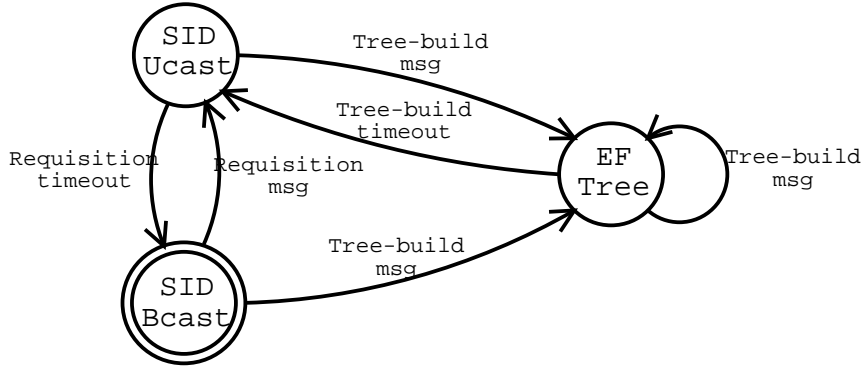 SID
Ucast
Tree-build
msg
Tree-build
timeout
Requisition
timeout
Requisition
msg
EF
Tree
Tree-build
msg
Tree-build
msg
SID
Bcast